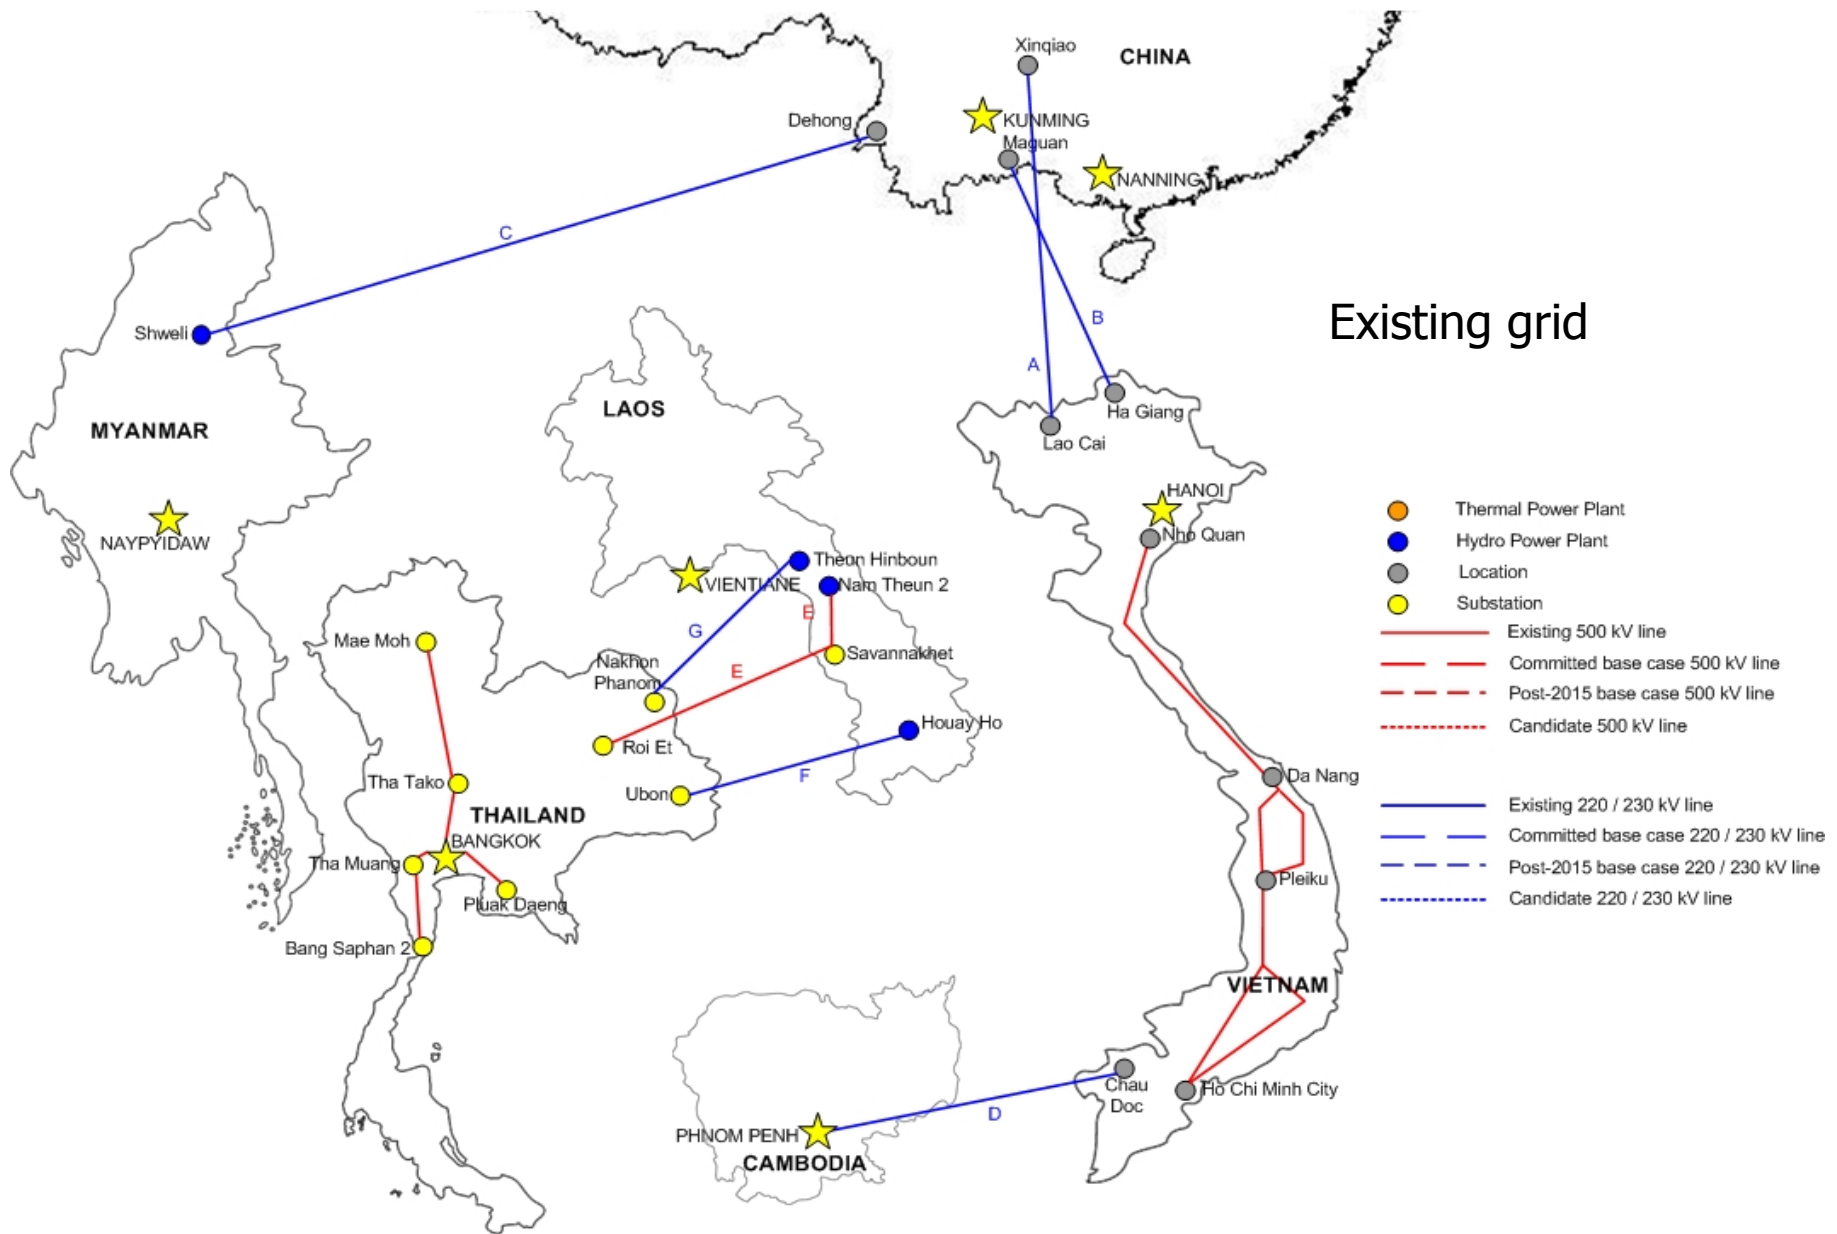 Xinqiao
CHINA
Dehong
KUNMING
Maguan
NANNING
C
B
A
Existing grid
Shweli
MYANMAR
NAYPYIDAW
LAOS
Ha Giang
Lao Cai
HANOI
Nho Quan
Theun Hinboun
VIENTIANE
Nam Theun 2
E
G
Savannakhet
E
Nakhon
Phanom
Roi Et
Houay Ho
F
Ubon
Mae Moh
Tha Tako
THAILAND
BANGKOK
Tha Muang
Pluak Daeng
Bang Saphan 2
Da Nang
Pleiku
VIETNAM
Ho Chi Minh City
Chau
Doc
D
PHNOM PENH
CAMBODIA
Thermal Power Plant
Hydro Power Plant
Location
Substation
Existing 500 kV line
Committed base case 500 kV line
Post-2015 base case 500 kV line
Candidate 500 kV line
Existing 220 / 230 kV line
Committed base case 220 / 230 kV line
Post-2015 base case 220 / 230 kV line
Candidate 220 / 230 kV line